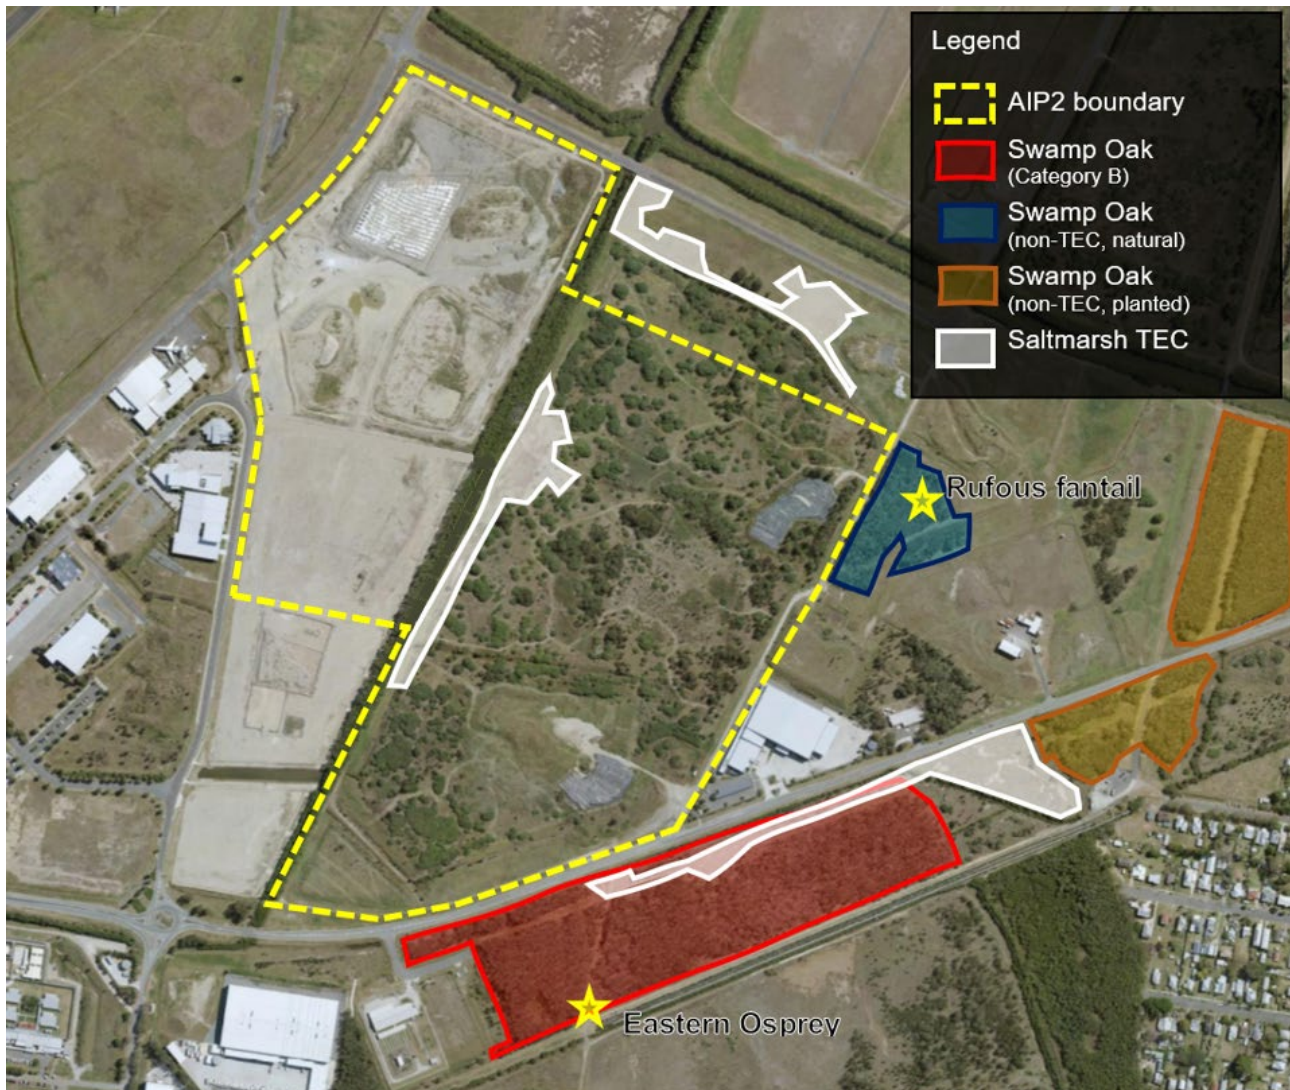 Legend
AIP2 boundary
Swamp Oak
(Category B)
Swamp Oak
(non-TEC, natural)
Swamp Oak
(non-TEC, planted)
Saltmarsh TEC
Rufous fantail
Eastern Osprey